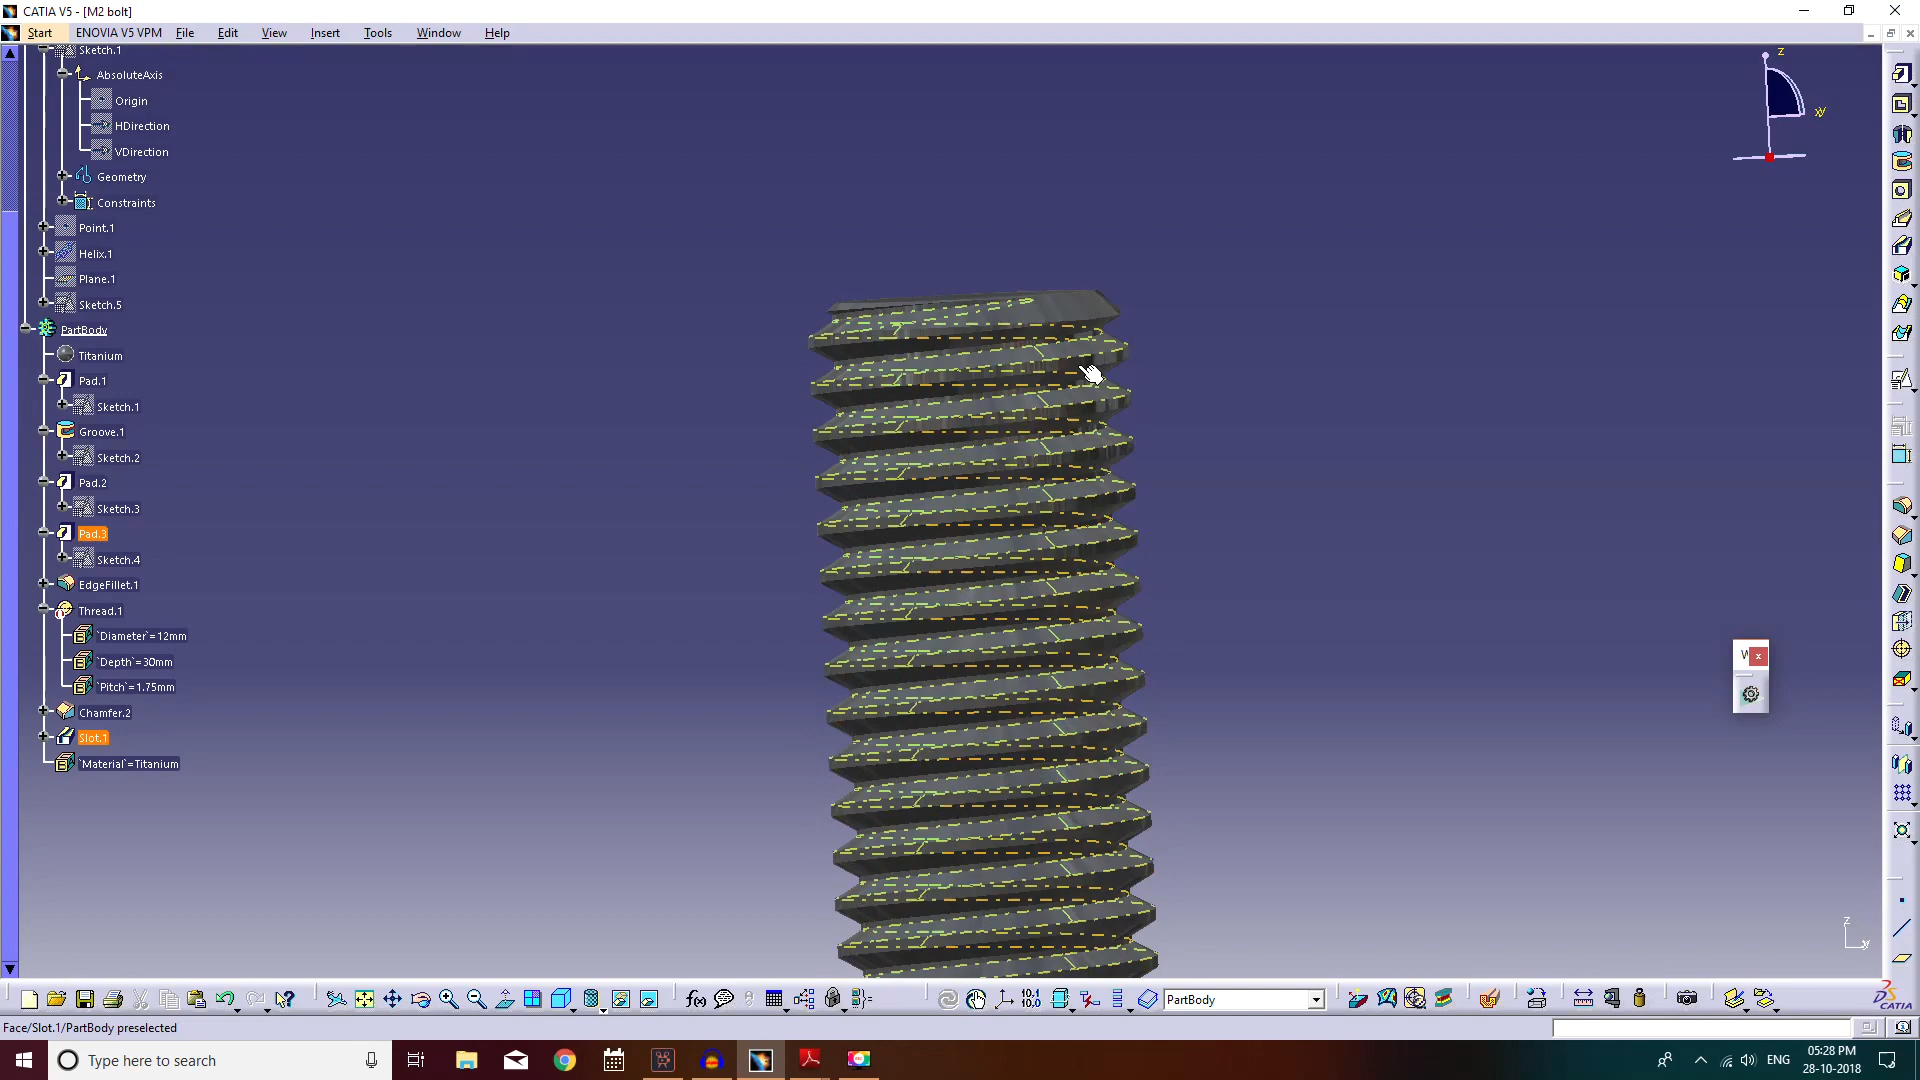 CATIA V5 - [M2 bolt]
Start ENOVIA V5 VPM File Edit View Insert Tools Window Help
Sketch.1
AbsoluteAxis
Origin
HDirection
VDirection
Geometry
Constraints
Point.1
Helix.1
Plane.1
Sketch.5
PartBody
Titanium
Pad.1
Sketch.1
Groove.1
Sketch.2
Pad.2
Sketch.3
Pad.3
Sketch.4
EdgeFillet.1
Thread.1
`Diameter`=12mm
`Depth`=30mm
`Pitch`=1.75mm
Chamfer.2
Slot.1
`Material`=Titanium
z
xy
x
z
y
f(x)
10.1
PartBody
CATIA
Face/Slot.1/PartBody preselected
Type here to search
ENG
05:28 PM
28-10-2018